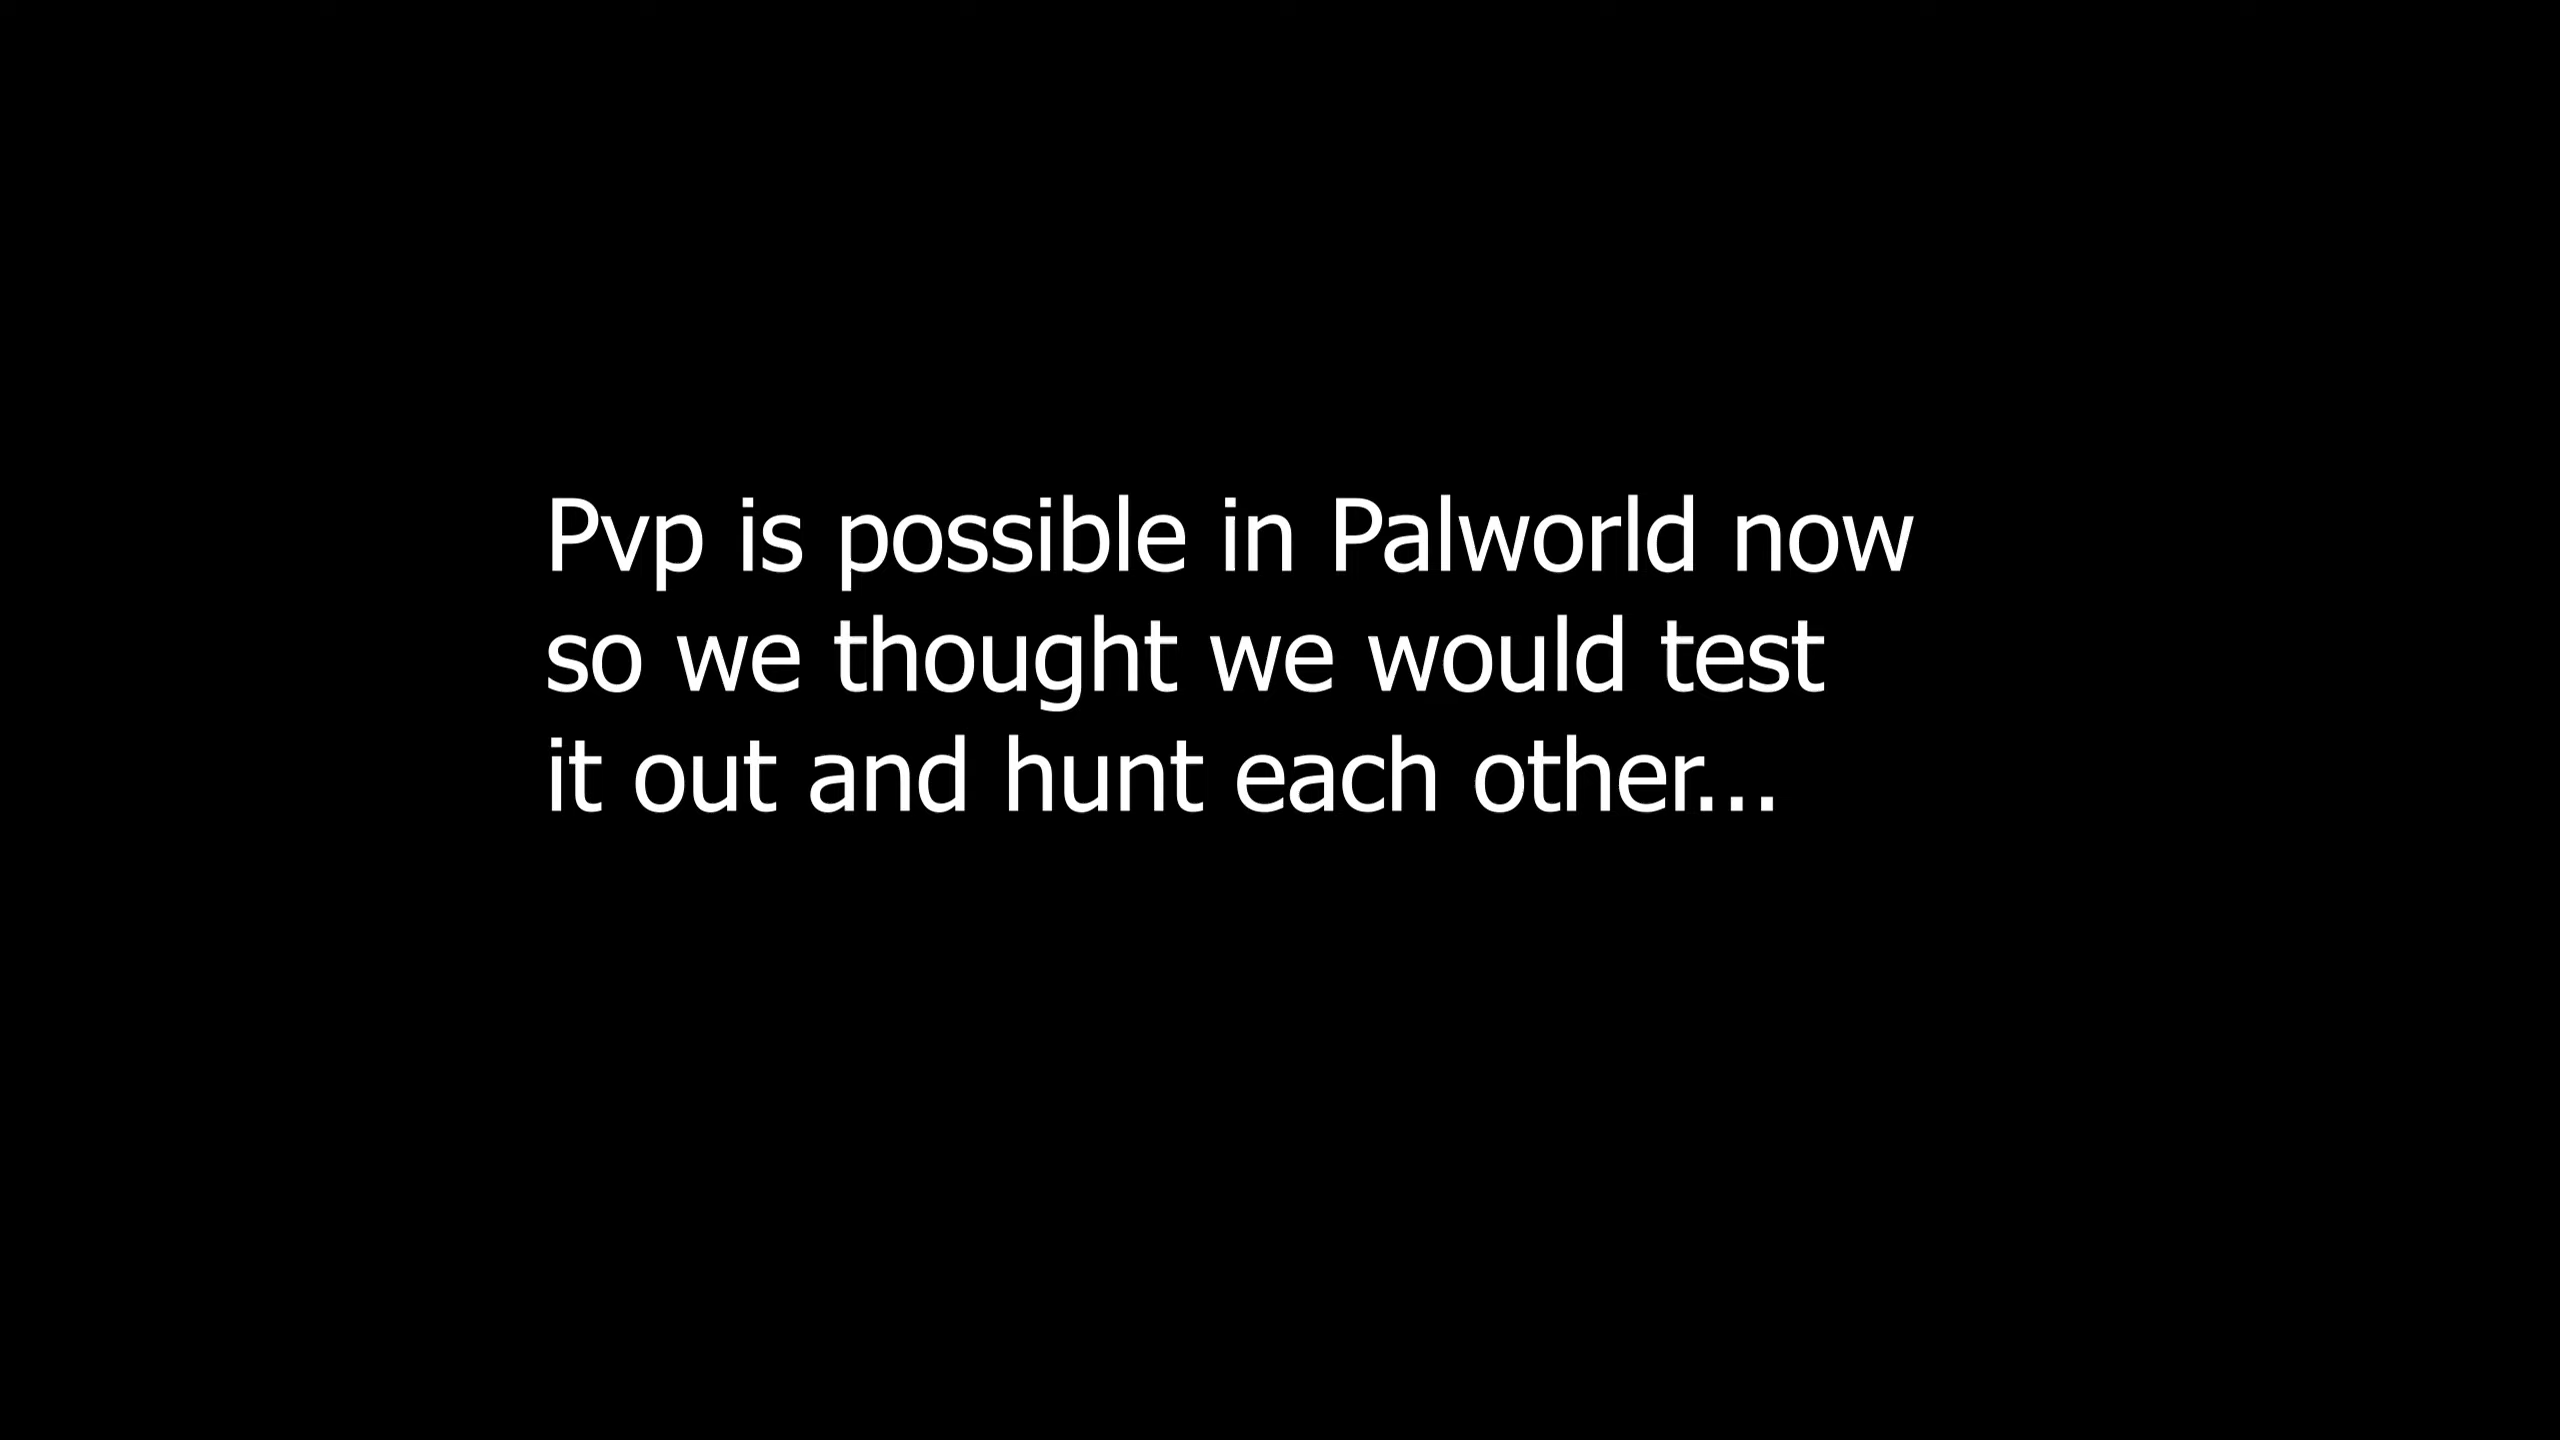 Pvp is possible in Palworld now
so we thought we would test
it out and hunt each other...